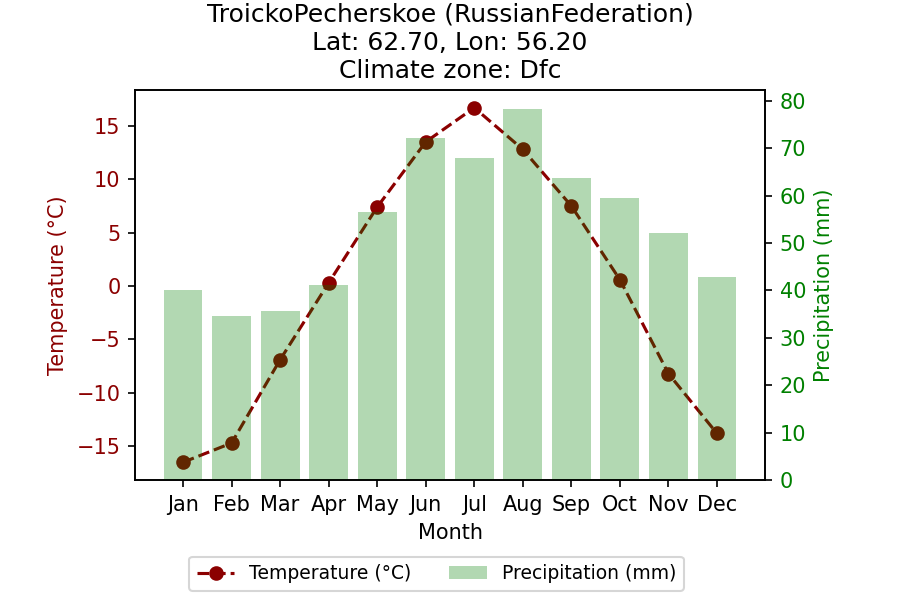 TroickoPecherskoe (RussianFederation)
Lat: 62.70, Lon: 56.20
Climate zone: Dfc
Temperature (°C)
15
10
5
0
−5
−10
−15
80
70
60
50
40
30
20
10
0
Precipitation (mm)
Jan Feb Mar Apr May Jun Jul Aug Sep Oct Nov Dec
Month
Temperature (°C) Precipitation (mm)